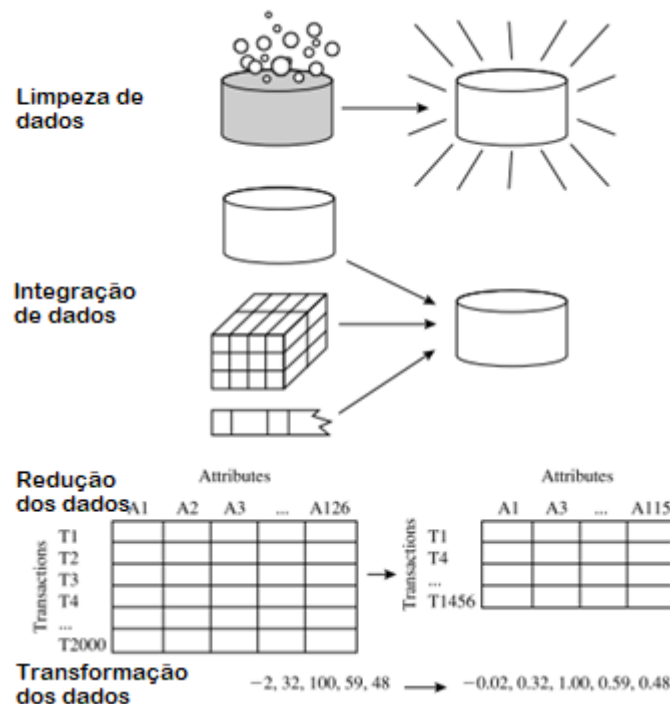 Limpeza de
dados
Integração
de dados
Redução
dos dados
Attributes
A1 A2 A3 ... A126
Transactions
T1
T2
T3
T4
...
T2000
Attributes
A1 A3 ... A115
Transactions
T1
T4
...
T1456
Transformação
dos dados
−2, 32, 100, 59, 48
−0.02, 0.32, 1.00, 0.59, 0.48